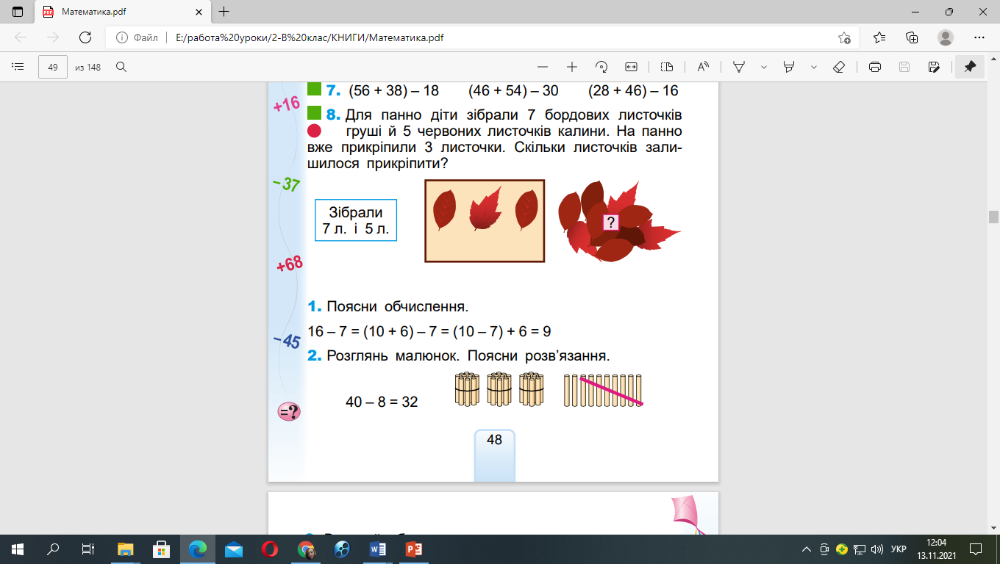 Математика.pdf
Файл
E:/работа%20уроки/2-В%20клас/КНИГИ/Математика.pdf
49 из 148
7. (56 + 38) – 18 (46 + 54) – 30 (28 + 46) – 16
+16
8. Для панно діти зібрали 7 бордових листочків
груші й 5 червоних листочків калини. На панно
вже прикріпили 3 листочки. Скільки листочків зали-
шилося прикріпити?
–37
Зібрали
7 л. і 5 л.
?
+68
1. Поясни обчислення.
16 – 7 = (10 + 6) – 7 = (10 – 7) + 6 = 9
–45
2. Розглянь малюнок. Поясни розв’язання.
40 – 8 = 32
=?
48
УКР
12:04
13.11.2021